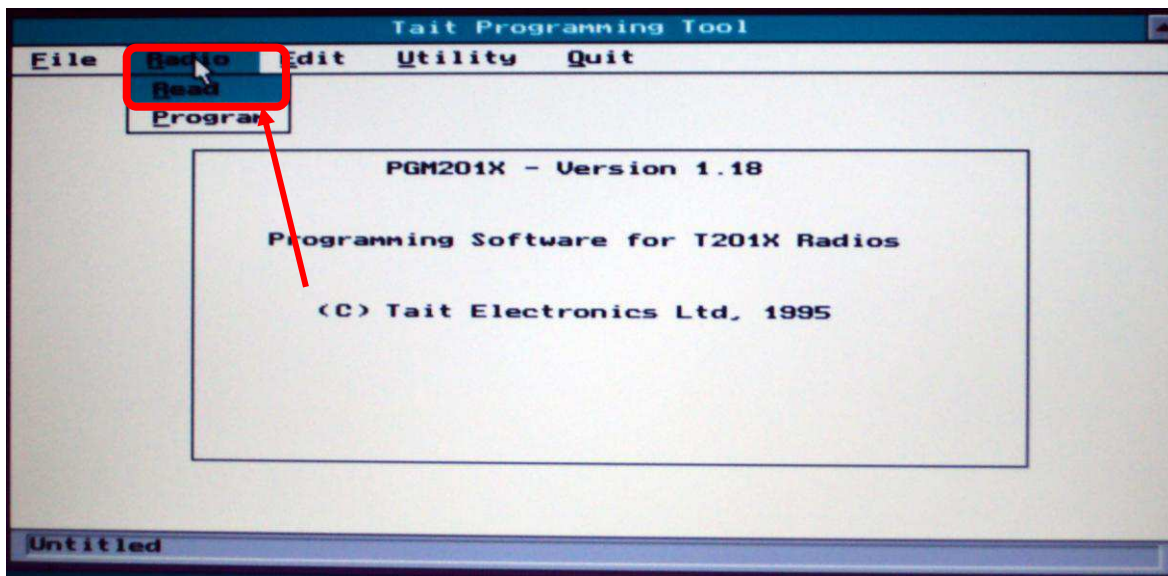 Tait Programming Tool
File Radio Edit Utility Quit
Read
Program
PGM201X - Version 1.18
Programming Software for T201X Radios
(C) Tait Electronics Ltd, 1995
Untitled